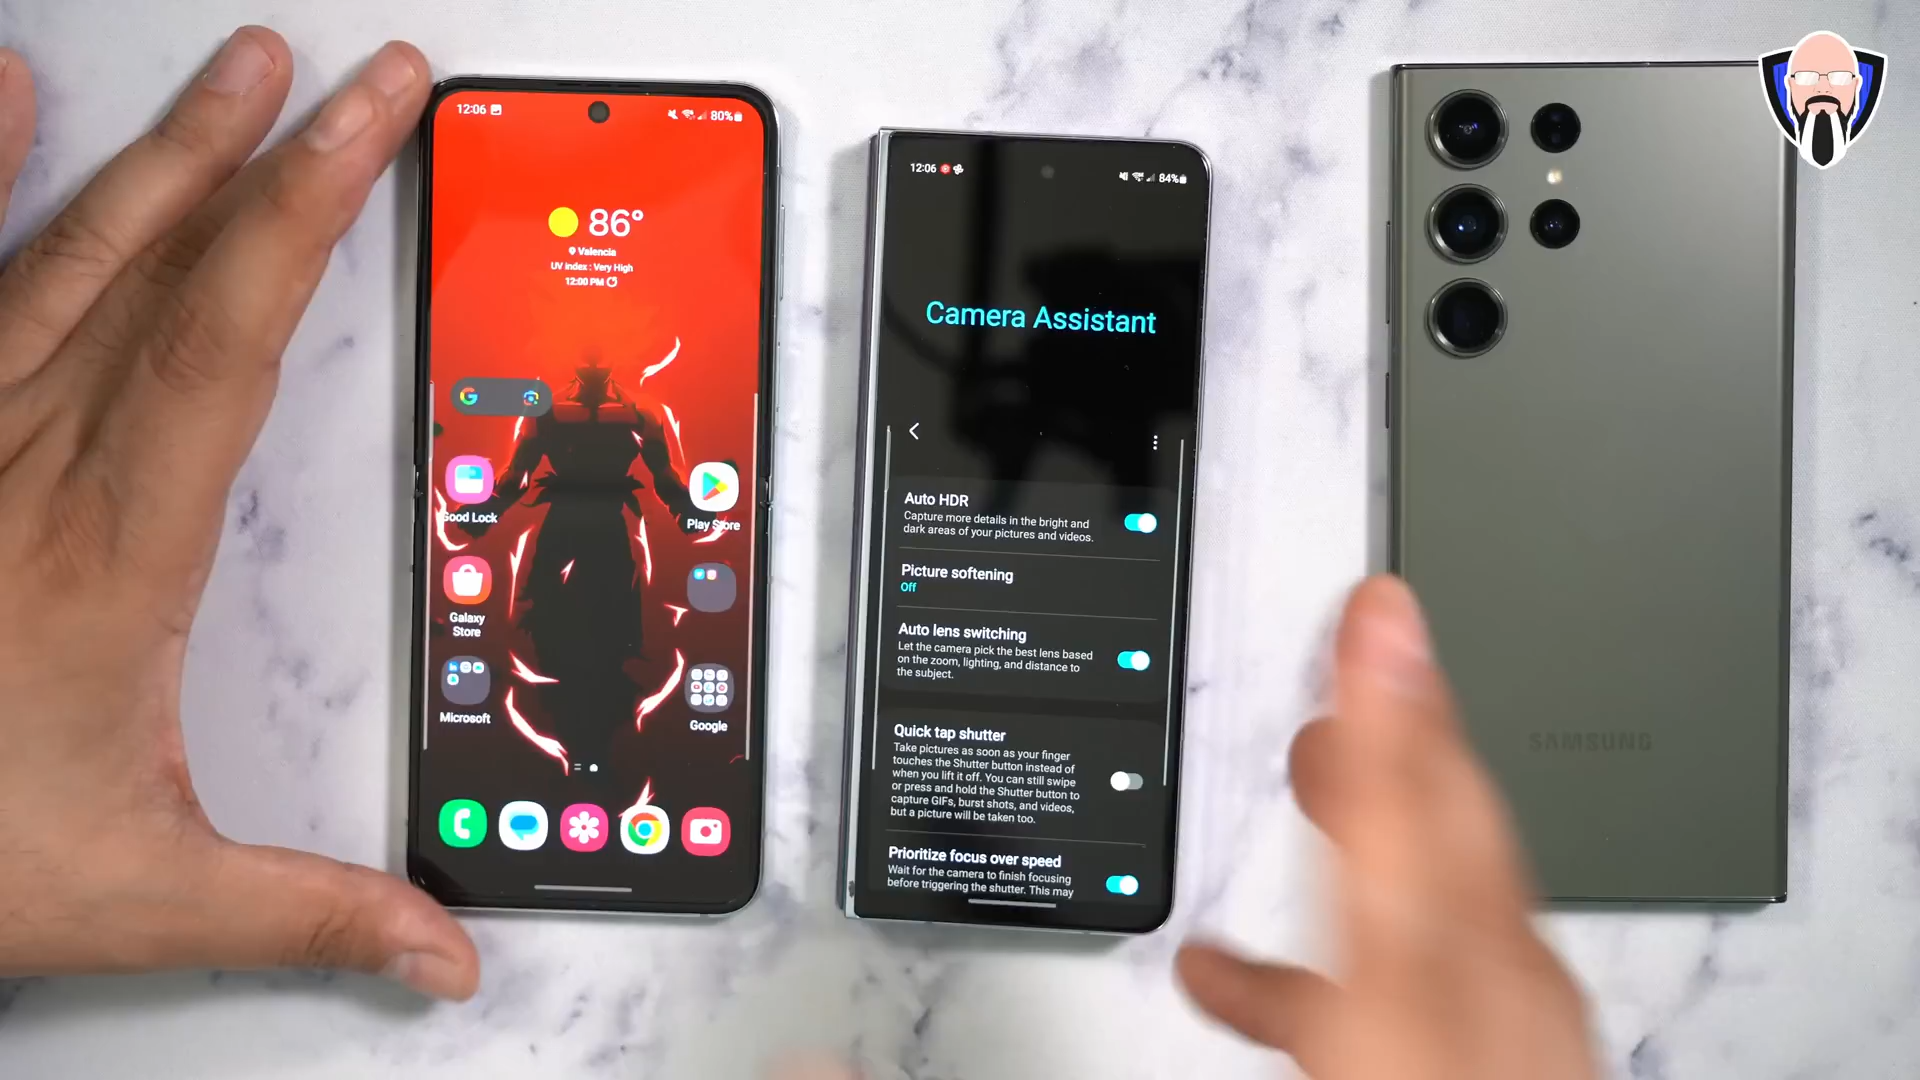 12:06
80%
86°
Valencia
UV Index : Very High
12:00 PM
Good Lock
Play Store
Galaxy
Store
Microsoft
Google
12:06
84%
Camera Assistant
Auto HDR
Capture more details in the bright and
dark areas of your pictures and videos.
Picture softening
Off
Auto lens switching
Let the camera pick the best lens based
on the zoom, lighting, and distance to
the subject.
Quick tap shutter
Take pictures as soon as your finger
touches the Shutter button instead of
when you lift it off. You can still swipe
or press and hold the Shutter button to
capture GIFs, burst shots, and videos,
but a picture will be taken too.
Prioritize focus over speed
Wait for the camera to finish focusing
before triggering the shutter. This may
SAMSUNG